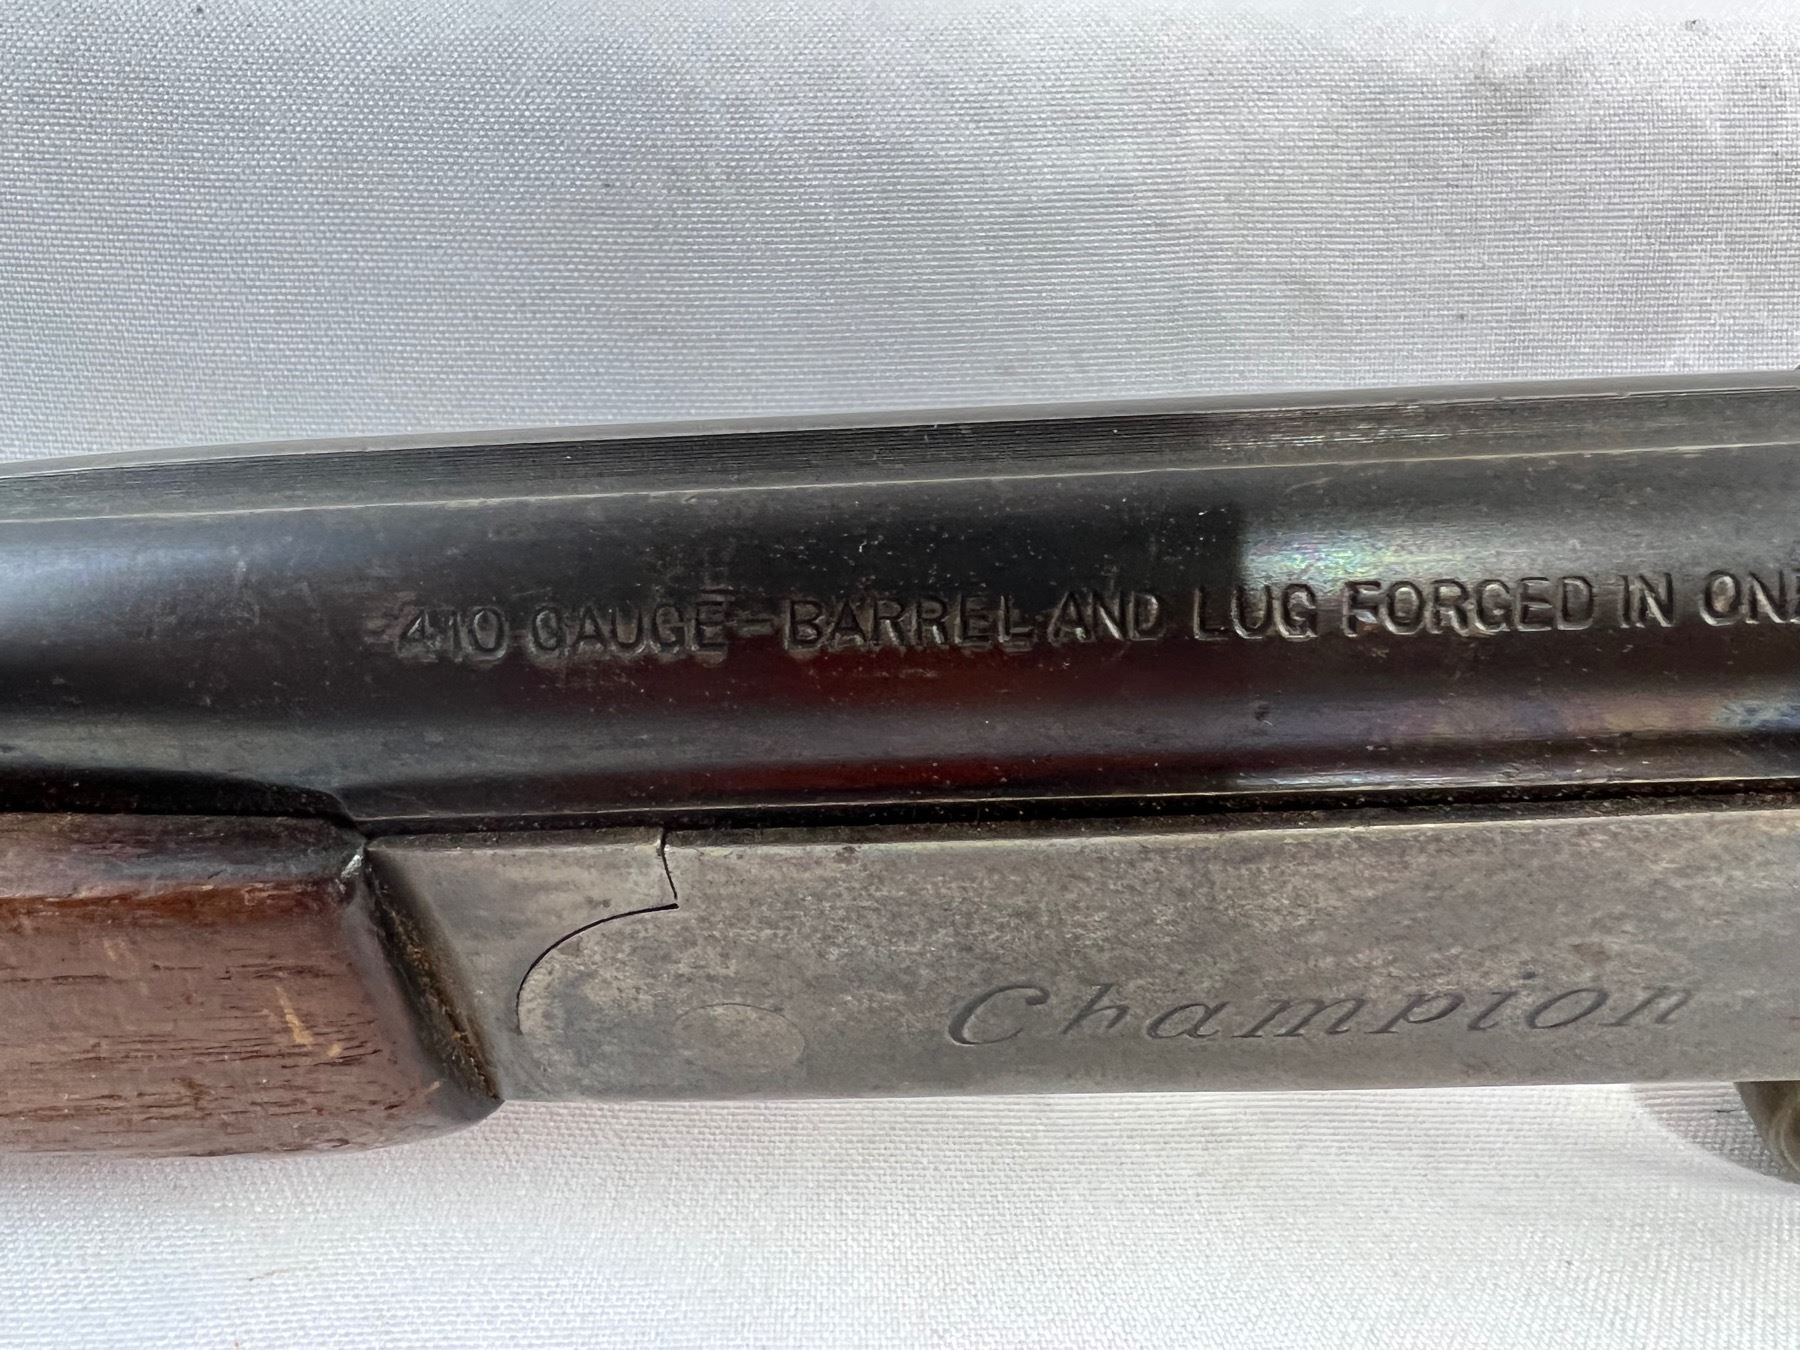 410 GAUGE-BARREL AND LUG FORGED IN ONE
Champion